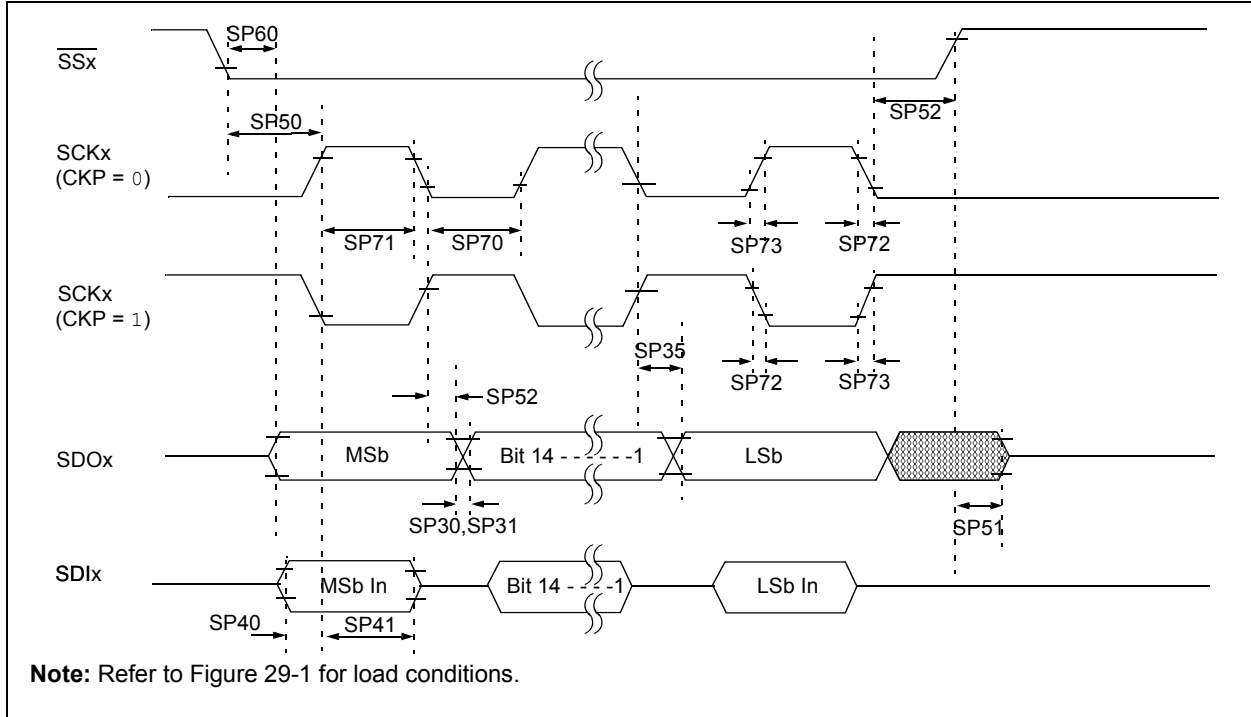 SP60
SSx
SP50
SP52
SCKx
(CKP = 0)
SP71
SP70
SP73
SP72
SCKx
(CKP = 1)
SP35
SP72
SP73
SP52
SDOx
MSb
Bit 14 - - - - - -1
LSb
SP30,SP31
SP51
SDIx
MSb In
Bit 14 - - - -1
LSb In
SP40
SP41
Note: Refer to Figure 29-1 for load conditions.